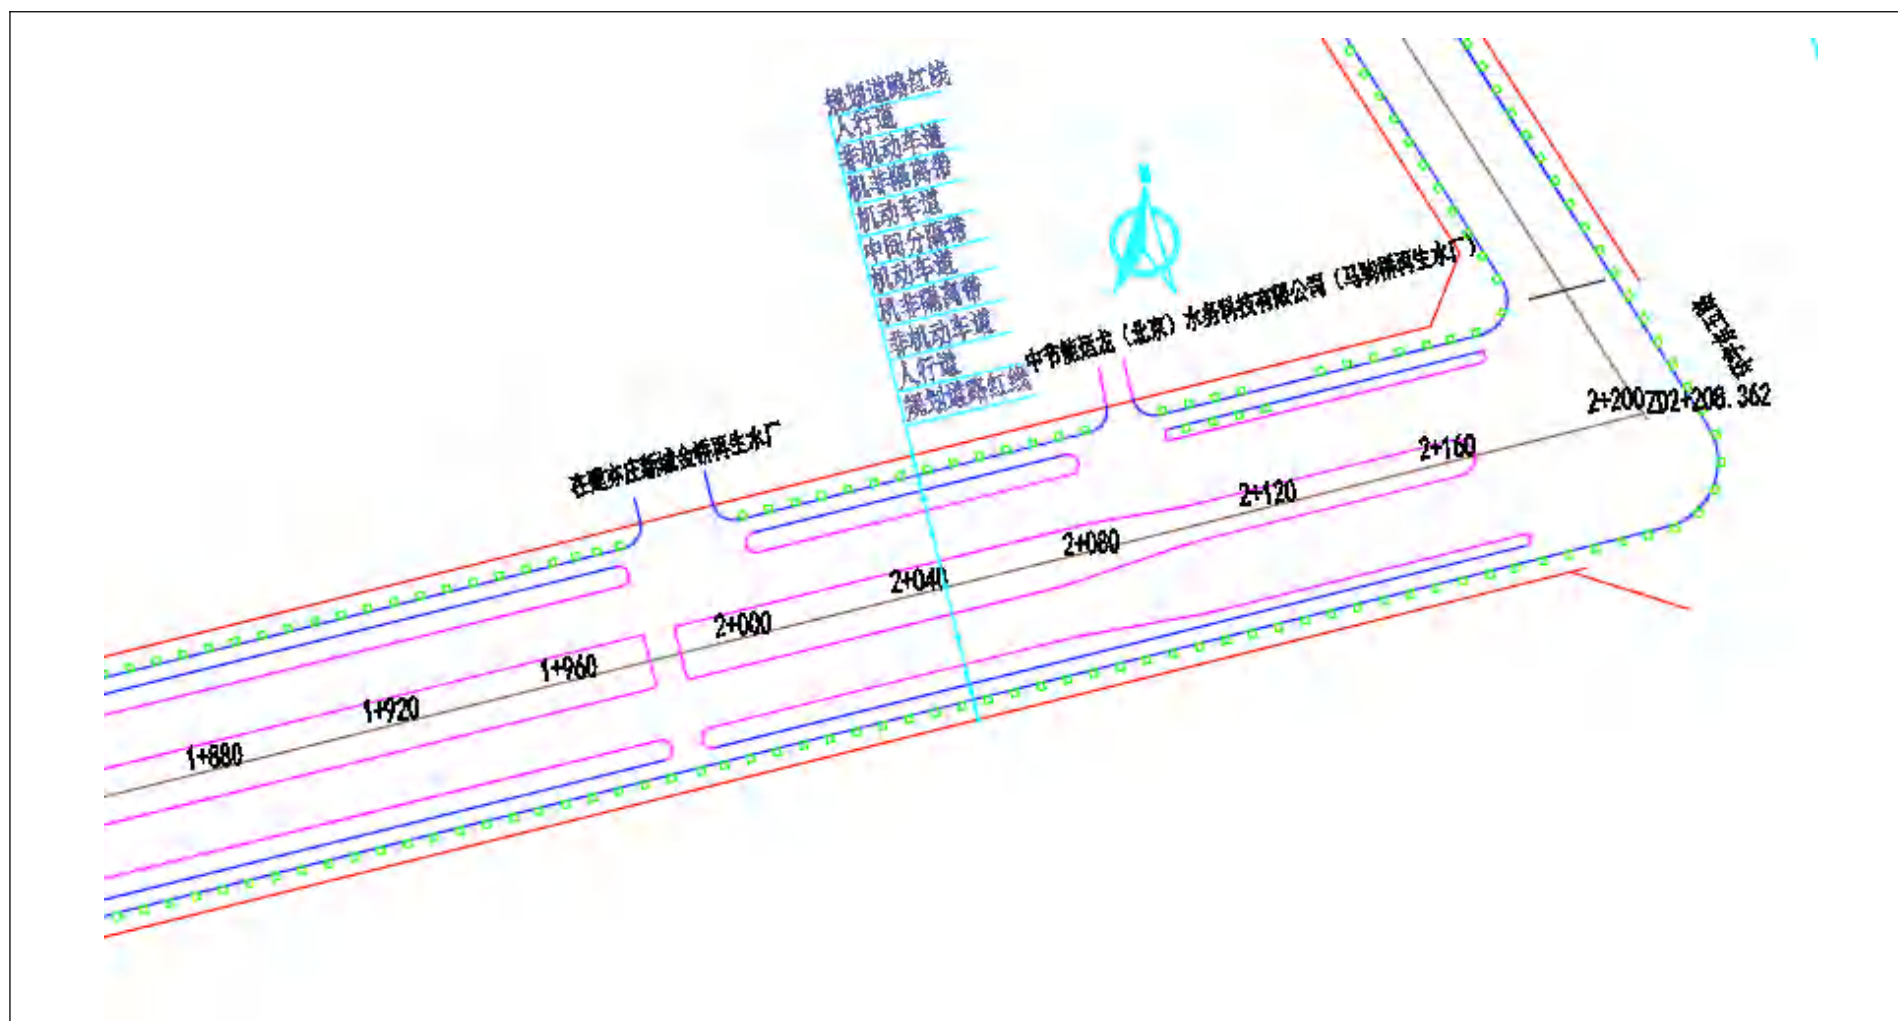 规划道路红线
人行道
非机动车道
机非隔离带
机动车道
中间分隔带
机动车道
机非隔离带
非机动车道
人行道
规划道路红线
N
中节能运龙（北京）水务科技有限公司（马驹桥再生水厂）
在建亦庄新城金桥再生水厂
2+200
ZD2+208.362
2+160
2+120
2+080
2+040
2+000
1+960
1+920
1+880